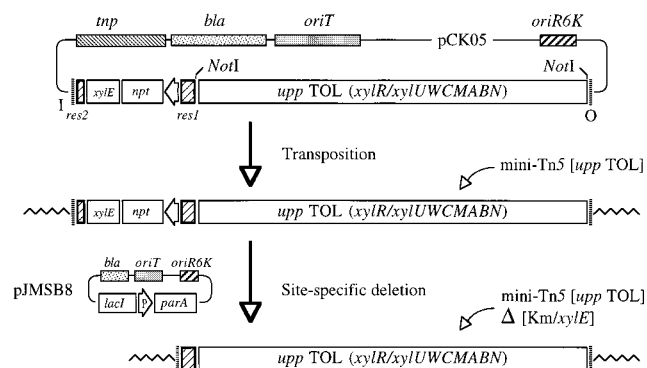 tnp bla oriT pCK05 oriR6K
NotI NotI
xylE npt upp TOL (xylR/xylUWCMABN)
I res2 res1 O
Transposition
mini-Tn5 [upp TOL]
xylE npt upp TOL (xylR/xylUWCMABN)
bla oriT oriR6K
pJMSB8 lacI P parA
Site-specific deletion
mini-Tn5 [upp TOL]
Δ [Km/xylE]
upp TOL (xylR/xylUWCMABN)